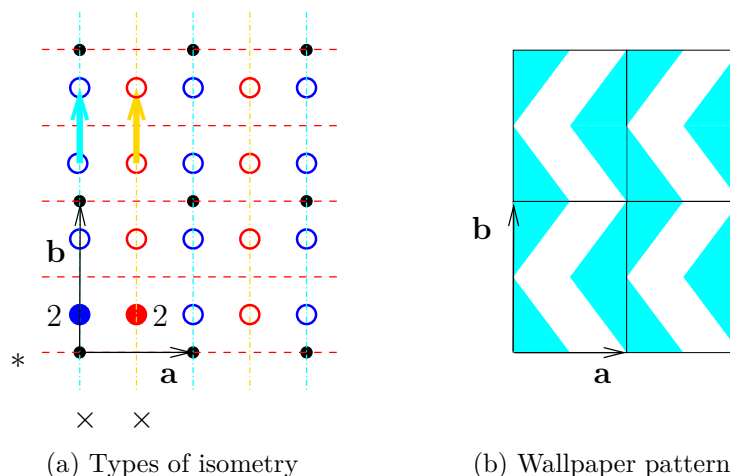 b
b
2
2
*
a
a
× ×
(a) Types of isometry
(b) Wallpaper pattern